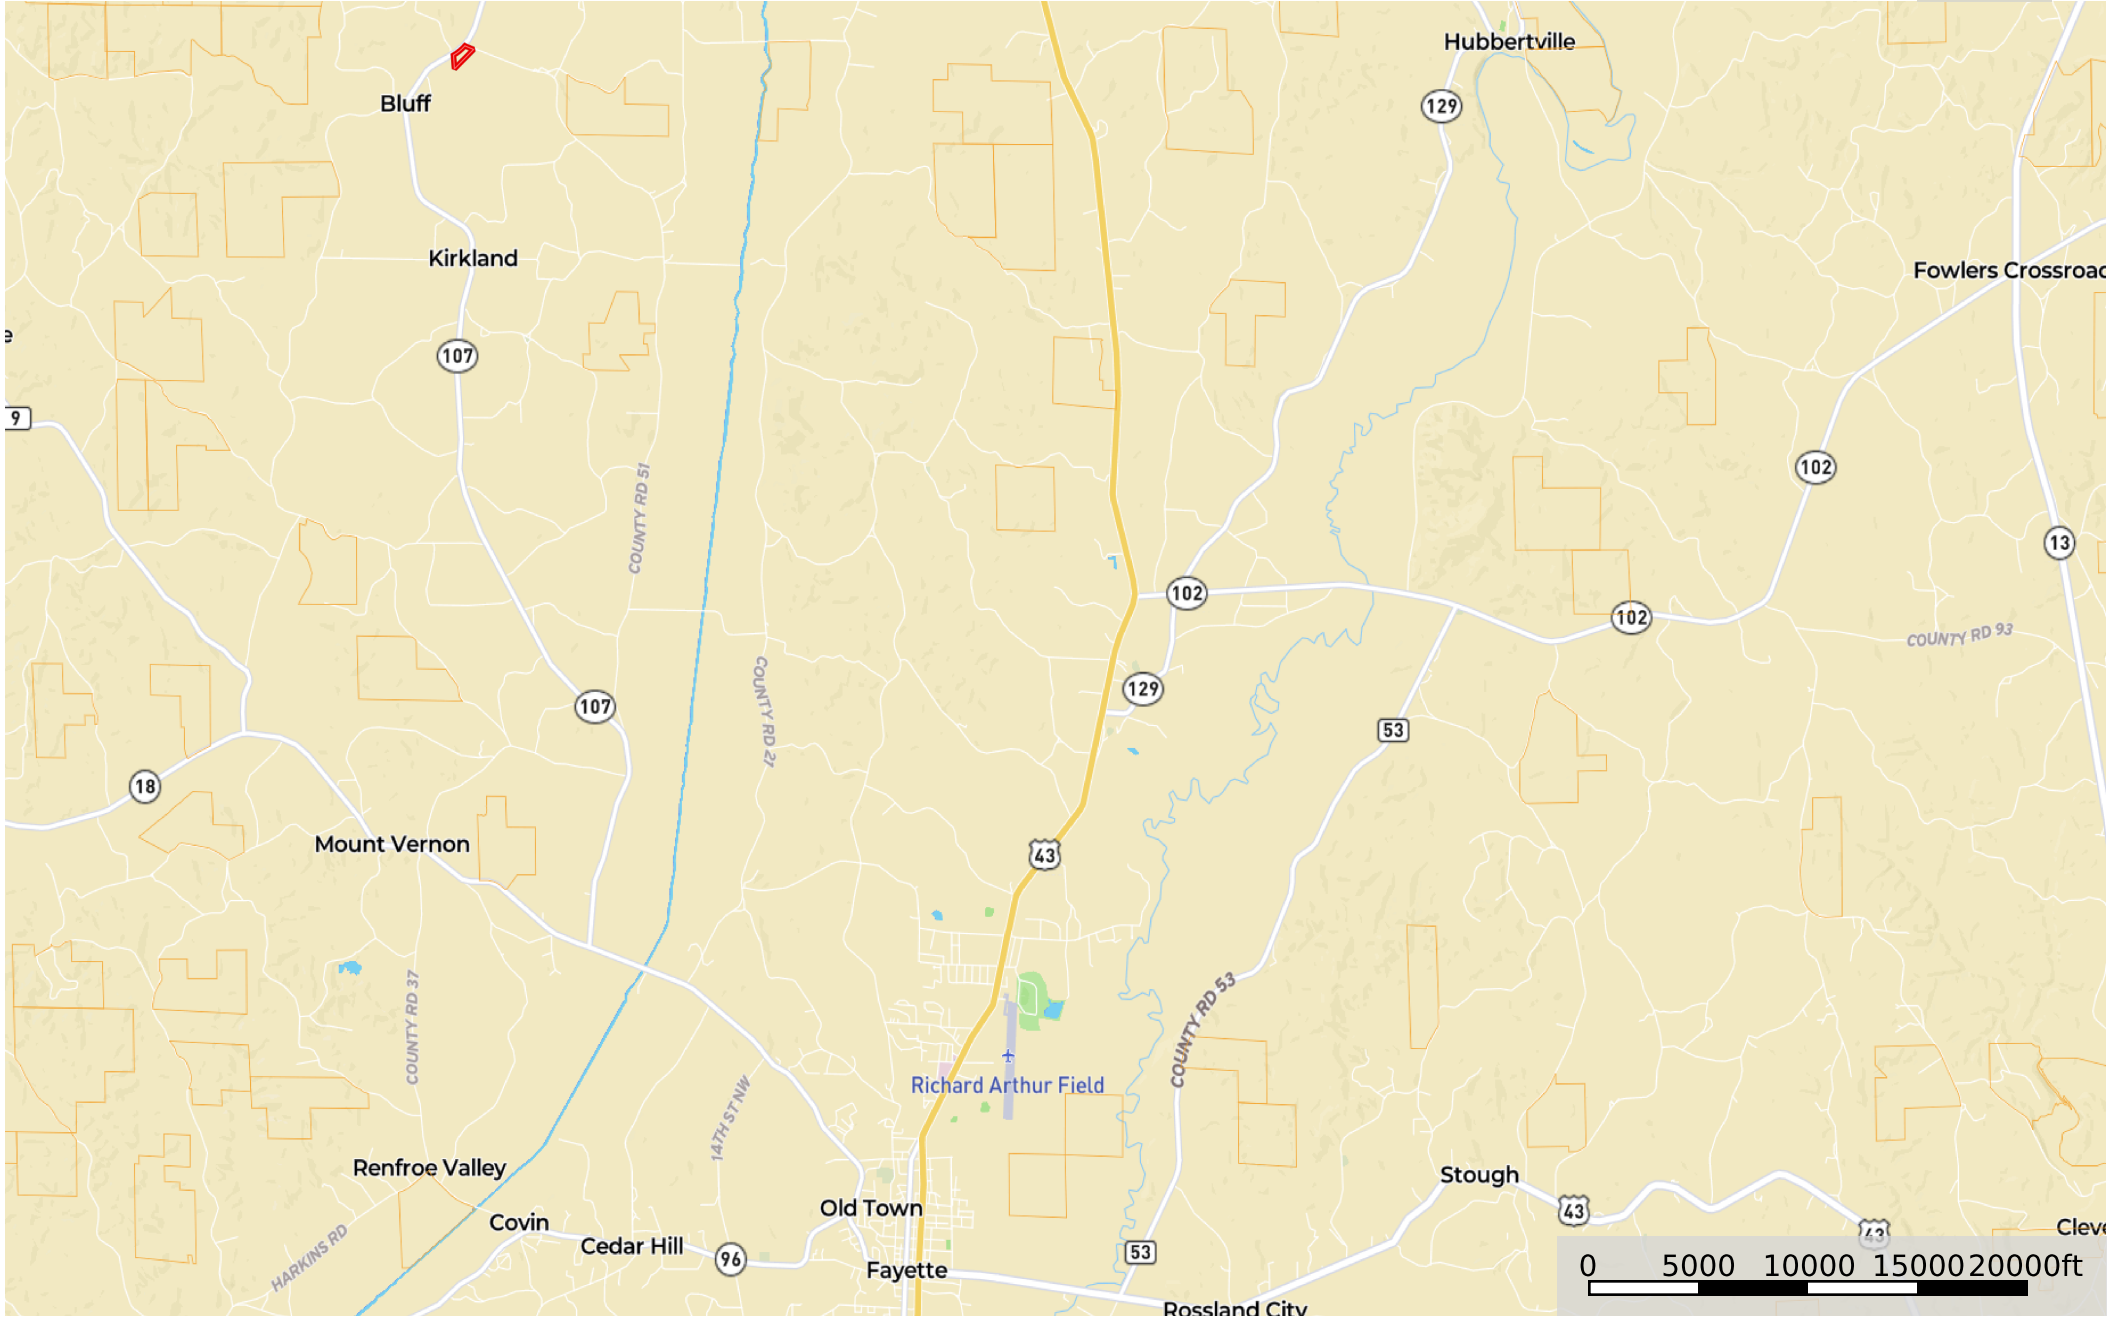 Hubbertville
Bluff
129
Kirkland
Fowlers Crossroad
e
107
9
102
COUNTY RD 51
13
102
102
COUNTY RD 93
129
107
COUNTY RD 27
53
18
Mount Vernon
43
COUNTY RD 37
COUNTY RD 53
Richard Arthur Field
14TH ST NW
Renfroe Valley
Stough
Old Town
43
Covin
Cleve
43
Cedar Hill
HARKINS RD
96
53
Fayette
0 5000 10000 15000 20000ft
Rossland City